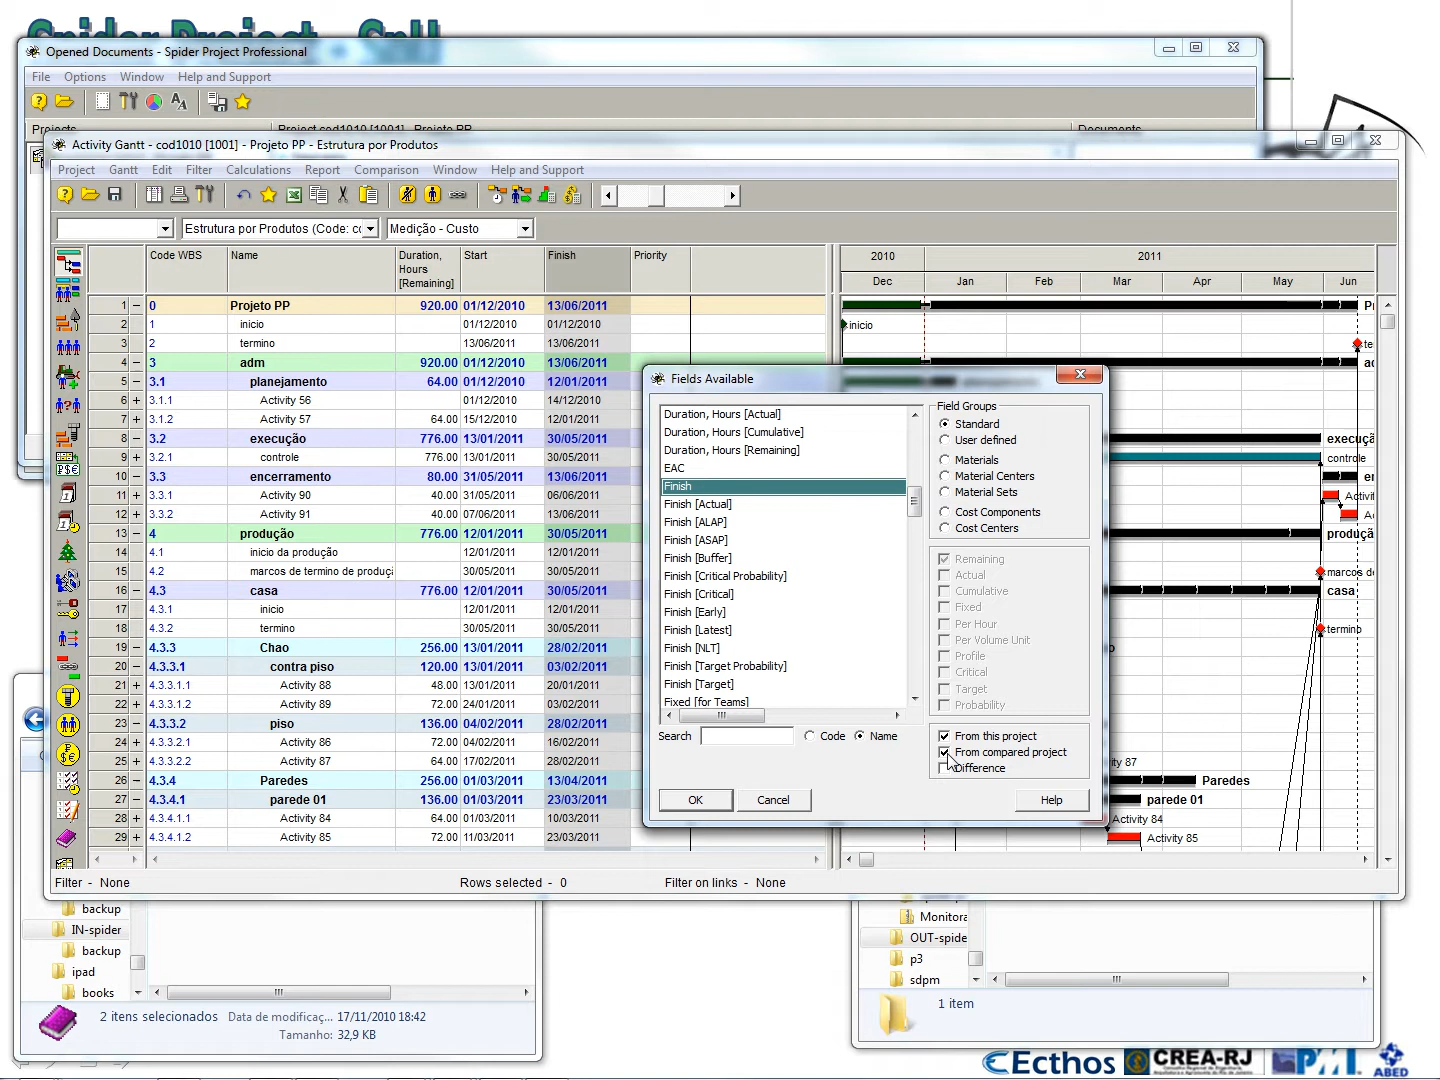 Spider Project - SpU
Opened Documents - Spider Project Professional
File Options Window Help and Support
Projects Project cod1010 [1001] - Projeto PP Documents
Activity Gantt - cod1010 [1001] - Projeto PP - Estrutura por Produtos
Project Gantt Edit Filter Calculations Report Comparison Window Help and Support
Estrutura por Produtos (Code: cc Medição - Custo
Code WBS Name Duration, Hours [Remaining] Start Finish Priority
2010 2011
Dec Jan Feb Mar Apr May Jun
1 − 0 Projeto PP 920.00 01/12/2010 13/06/2011
2 1 inicio 01/12/2010 01/12/2010 inicio
3 2 termino 13/06/2011 13/06/2011
4 − 3 adm 920.00 01/12/2010 13/06/2011
5 − 3.1 planejamento 64.00 01/12/2010 12/01/2011
6 + 3.1.1 Activity 56 01/12/2010 14/12/2010
7 + 3.1.2 Activity 57 64.00 15/12/2010 12/01/2011
8 − 3.2 execução 776.00 13/01/2011 30/05/2011 execuçã
9 + 3.2.1 controle 776.00 13/01/2011 30/05/2011 controle
10 − 3.3 encerramento 80.00 31/05/2011 13/06/2011
11 + 3.3.1 Activity 90 40.00 31/05/2011 06/06/2011 Activi
12 + 3.3.2 Activity 91 40.00 07/06/2011 13/06/2011
13 − 4 produção 776.00 12/01/2011 30/05/2011 produçã
14 4.1 inicio da produção 12/01/2011 12/01/2011
15 4.2 marcos de termino de produçã 30/05/2011 30/05/2011 marcos de
16 − 4.3 casa 776.00 12/01/2011 30/05/2011 casa
17 4.3.1 inicio 12/01/2011 12/01/2011
18 4.3.2 termino 30/05/2011 30/05/2011 termino
19 − 4.3.3 Chao 256.00 13/01/2011 28/02/2011
20 − 4.3.3.1 contra piso 120.00 13/01/2011 03/02/2011
21 + 4.3.3.1.1 Activity 88 48.00 13/01/2011 20/01/2011
22 + 4.3.3.1.2 Activity 89 72.00 24/01/2011 03/02/2011
23 − 4.3.3.2 piso 136.00 04/02/2011 28/02/2011
24 + 4.3.3.2.1 Activity 86 72.00 04/02/2011 16/02/2011
25 + 4.3.3.2.2 Activity 87 64.00 17/02/2011 28/02/2011 ity 87
26 − 4.3.4 Paredes 256.00 01/03/2011 13/04/2011 Paredes
27 − 4.3.4.1 parede 01 136.00 01/03/2011 23/03/2011 parede 01
28 + 4.3.4.1.1 Activity 84 64.00 01/03/2011 10/03/2011 Activity 84
29 + 4.3.4.1.2 Activity 85 72.00 11/03/2011 23/03/2011 Activity 85
Filter - None Rows selected - 0 Filter on links - None
Fields Available
Duration, Hours [Actual]
Duration, Hours [Cumulative]
Duration, Hours [Remaining]
EAC
Finish
Finish [Actual]
Finish [ALAP]
Finish [ASAP]
Finish [Buffer]
Finish [Critical Probability]
Finish [Critical]
Finish [Early]
Finish [Latest]
Finish [NLT]
Finish [Target Probability]
Finish [Target]
Fixed [for Teams]
Search Code Name
OK Cancel Help
Field Groups
Standard
User defined
Materials
Material Centers
Material Sets
Cost Components
Cost Centers
Remaining
Actual
Cumulative
Fixed
Per Hour
Per Volume Unit
Profile
Critical
Target
Probability
From this project
From compared project
Difference
backup
IN-spider
backup
ipad
books
2 itens selecionados Data de modificaç... 17/11/2010 18:42
Tamanho: 32,9 KB
Monitora
OUT-spide
p3
sdpm
1 item
Ecthos CREA-RJ PMI ABED